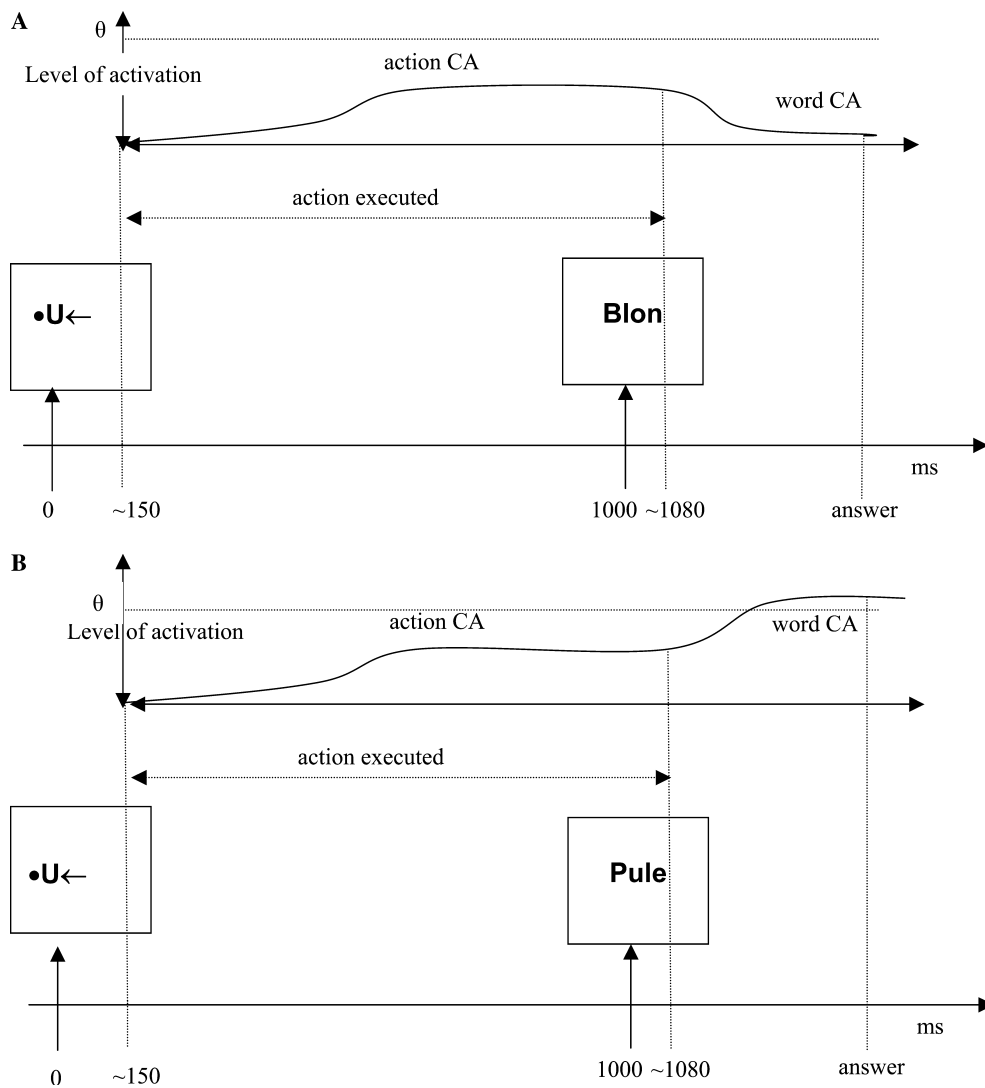 A
θ
Level of activation
action CA
word CA
action executed
•U←
Blon
ms
0 ~150 1000 ~1080 answer
B
θ
Level of activation
action CA
word CA
action executed
•U←
Pule
ms
0 ~150 1000 ~1080 answer